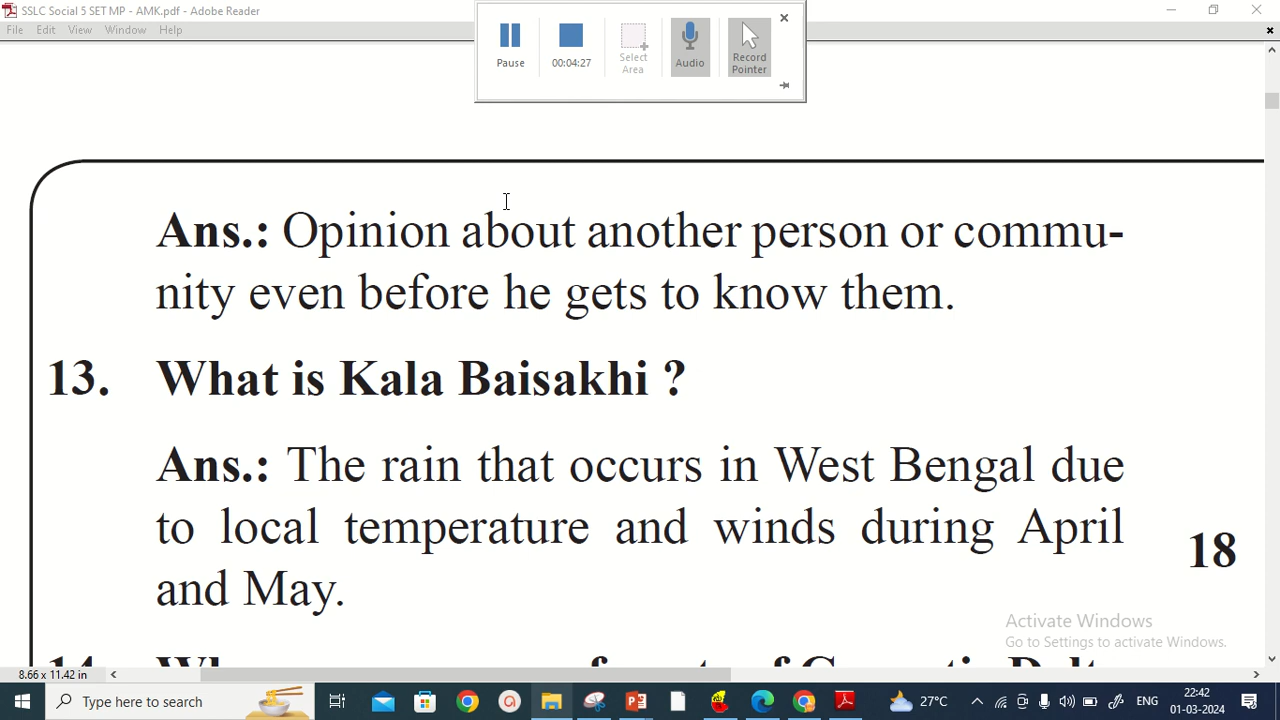 SSLC Social 5 SET MP - AMK.pdf - Adobe Reader
File Edit View Window Help
Pause
00:04:27
Select
Area
Audio
Record
Pointer
Ans.: Opinion about another person or commu-
nity even before he gets to know them.
13. What is Kala Baisakhi ?
Ans.: The rain that occurs in West Bengal due
to local temperature and winds during April
and May.
18
Activate Windows
Go to Settings to activate Windows.
8.66 x 11.42 in
Type here to search
27°C
ENG
22:42
01-03-2024